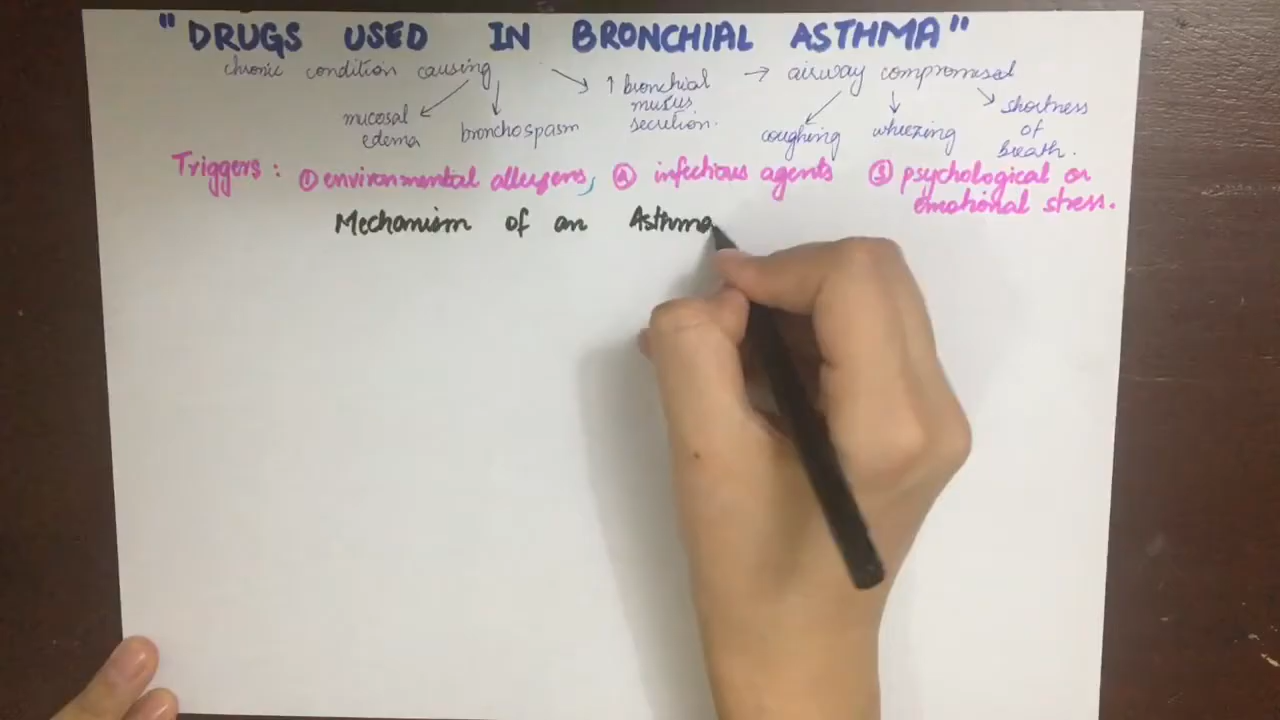 "DRUGS USED IN BRONCHIAL ASTHMA"
chronic condition causing
mucosal
edema
bronchospasm
↑ bronchial
mucus
secretion.
→ airway compromised
coughing
wheezing
shortness
of
breath.
Triggers : ① environmental allergens, ② infectious agents ③ psychological or
emotional stress.
Mechanism of an Asthma